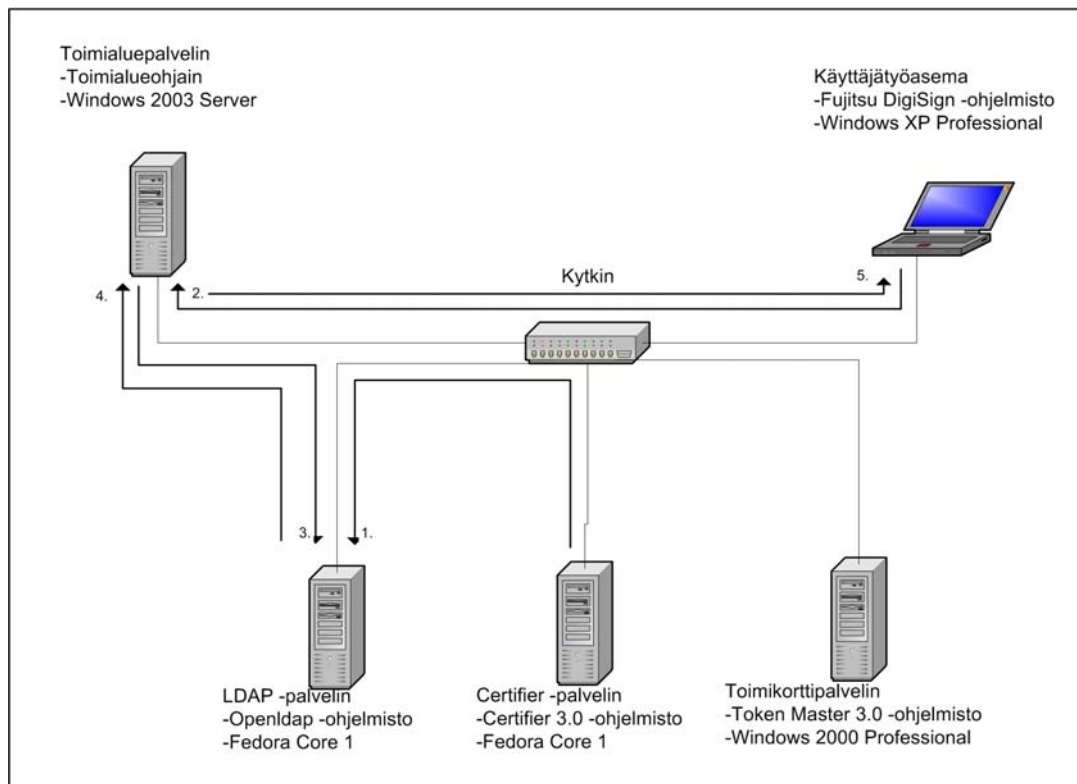 Toimialuepalvelin
-Toimialueohjain
-Windows 2003 Server
Käyttäjätyöasema
-Fujitsu DigiSign -ohjelmisto
-Windows XP Professional
Kytkin
4.
2.
5.
3.
1.
LDAP -palvelin
-Openldap -ohjelmisto
-Fedora Core 1
Certifier -palvelin
-Certifier 3.0 -ohjelmisto
-Fedora Core 1
Toimikorttipalvelin
-Token Master 3.0 -ohjelmisto
-Windows 2000 Professional